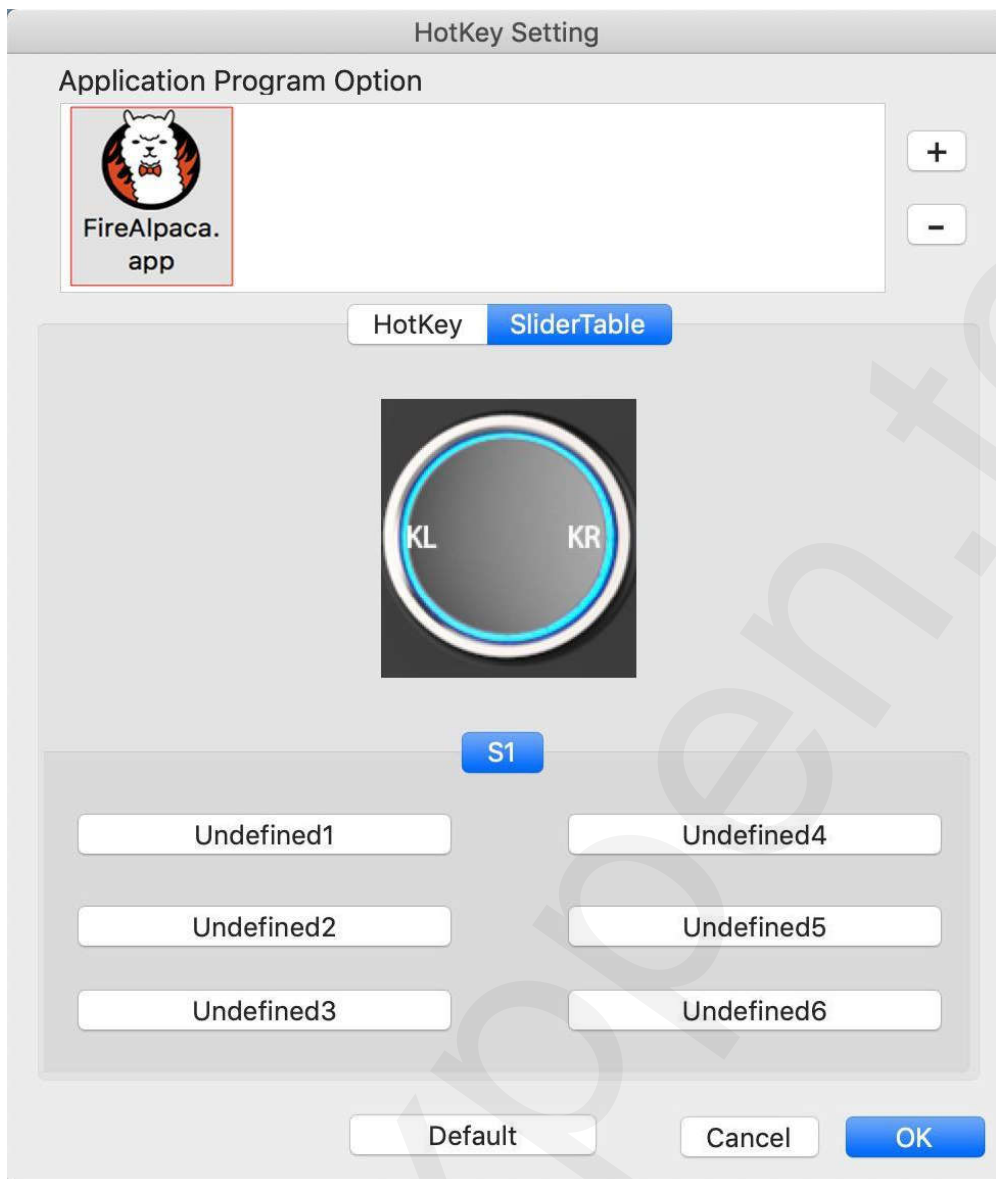 HotKey Setting
Application Program Option
+
FireAlpaca.
app
-
HotKey SliderTable
KL KR
S1
Undefined1 Undefined4
Undefined2 Undefined5
Undefined3 Undefined6
Default Cancel OK